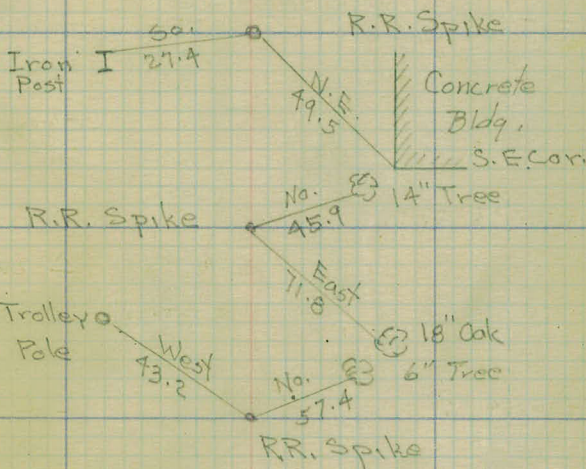 So.
27.4
R.R. Spike
Iron
Post
I
N.E.
49.5
Concrete
Bldg.
S.E. Cor.
No.
45.9
14" Tree
R.R. Spike
East
71.8
Trolley
Pole
West
43.2
18" Oak
6" Tree
No.
57.4
R.R. Spike